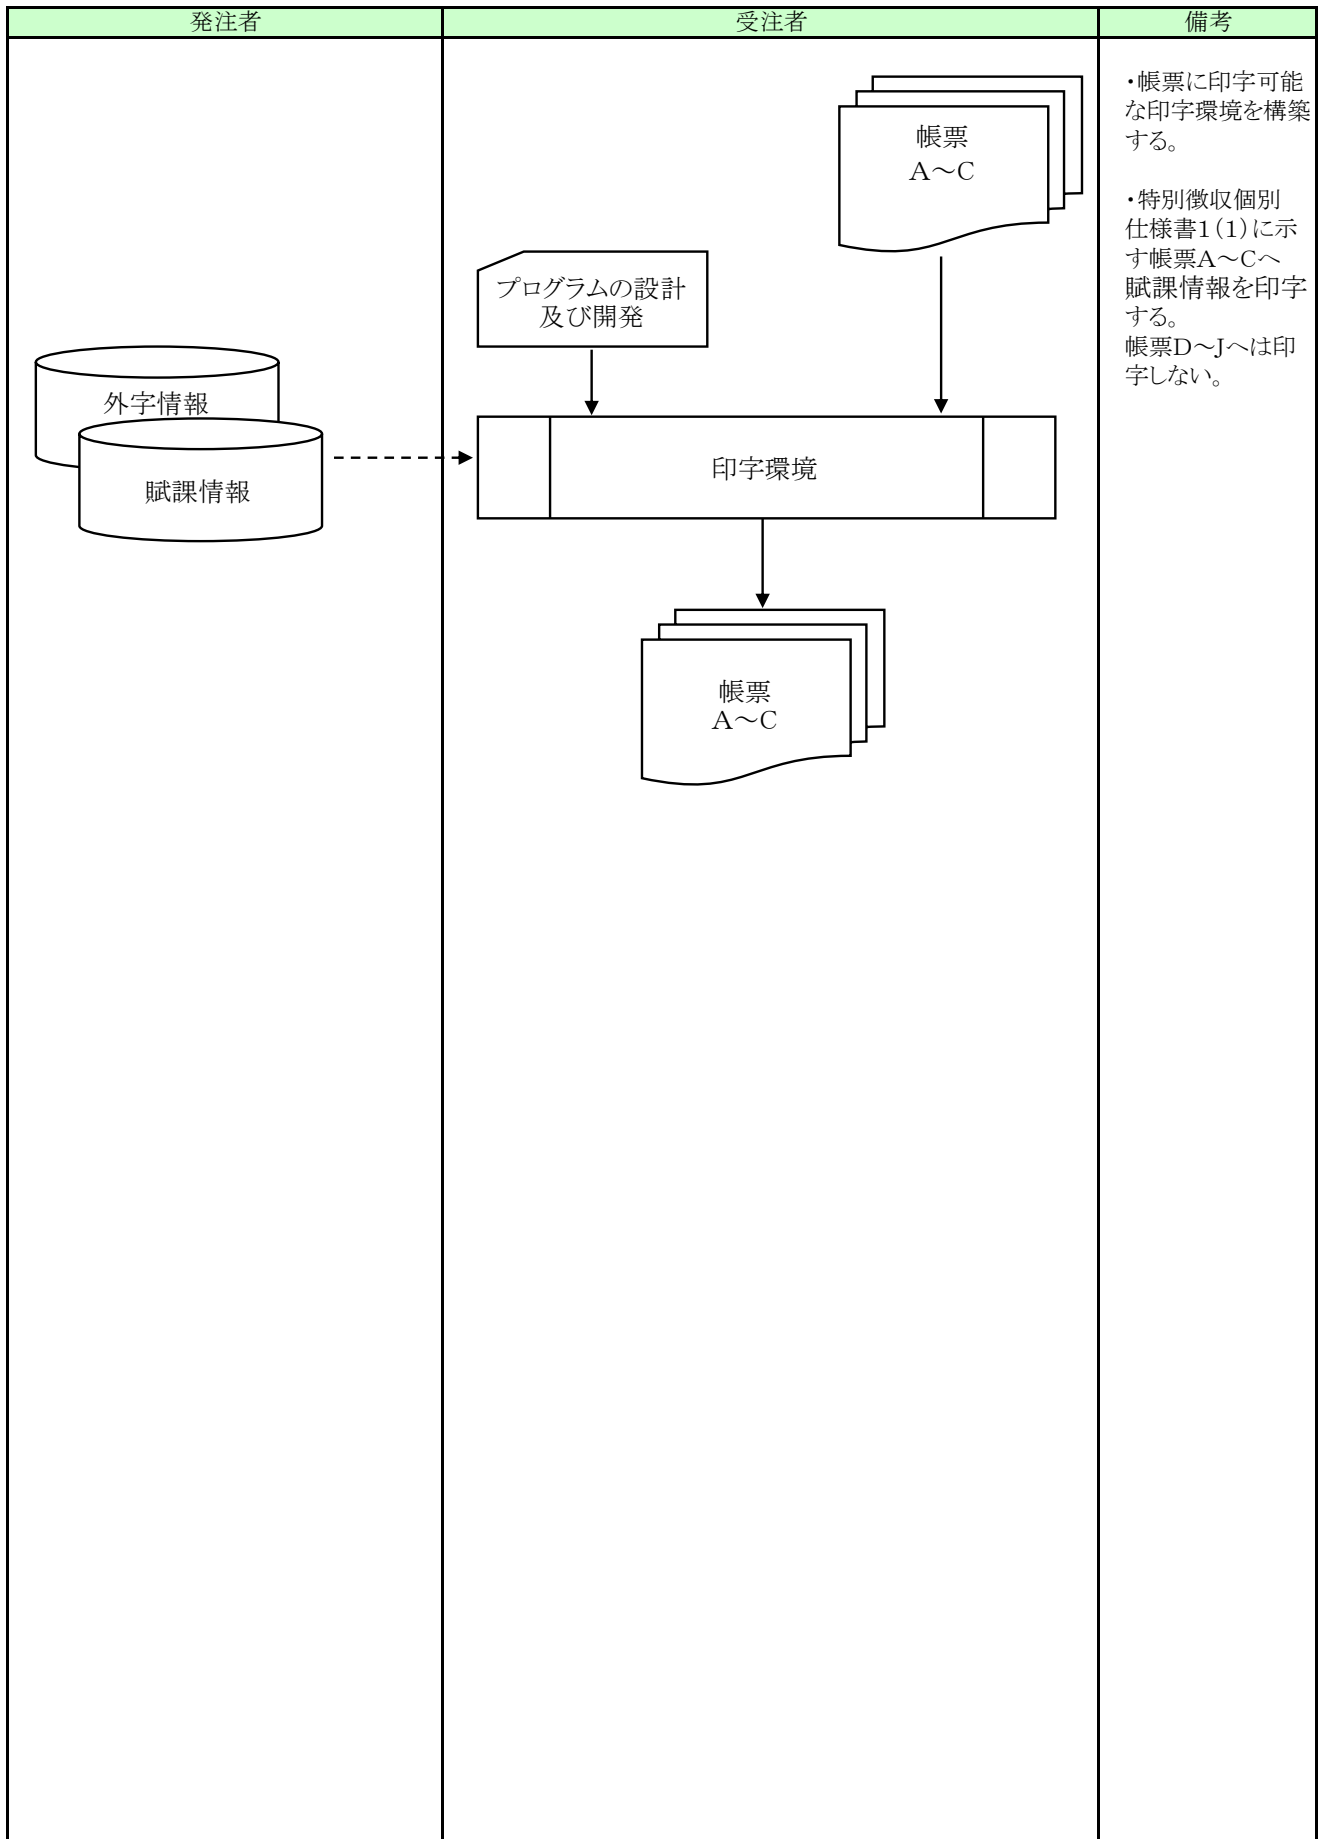 発注者
受注者
備考
帳票
A～C
プログラムの設計
及び開発
外字情報
賦課情報
印字環境
帳票
A～C
・帳票に印字可能
な印字環境を構築
する。
・特別徴収個別
仕様書1(1)に示
す帳票A～Cへ
賦課情報を印字
する。
帳票D～Jへは印
字しない。